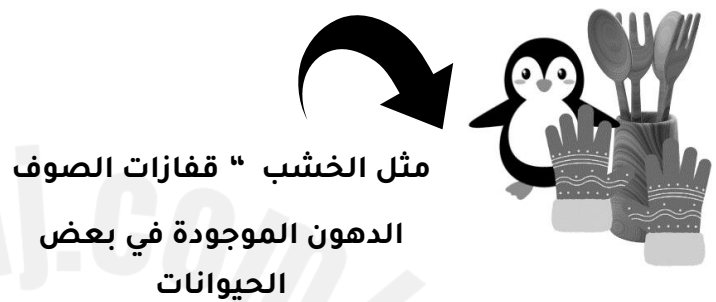 مثل الخشب “ قفازات الصوف
الدهون الموجودة في بعض
الحيوانات